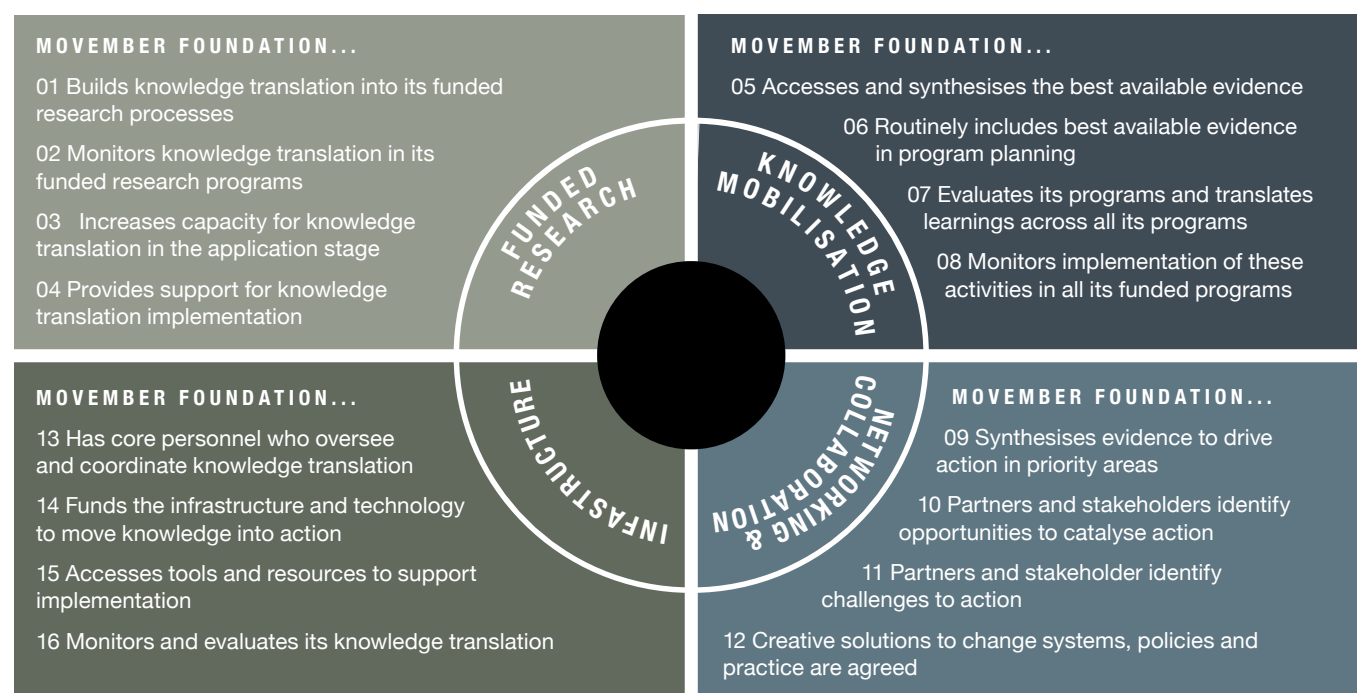 MOVEMBER FOUNDATION...
01 Builds knowledge translation into its funded
research processes
02 Monitors knowledge translation in its
funded research programs
03 Increases capacity for knowledge
translation in the application stage
04 Provides support for knowledge
translation implementation
FUNDED
RESEARCH
MOVEMBER FOUNDATION...
05 Accesses and synthesises the best available evidence
06 Routinely includes best available evidence
in program planning
07 Evaluates its programs and translates
learnings across all its programs
08 Monitors implementation of these
activities in all its funded programs
KNOWLEDGE
MOBILISATION
MOVEMBER FOUNDATION...
09 Synthesises evidence to drive
action in priority areas
10 Partners and stakeholders identify
opportunities to catalyse action
11 Partners and stakeholder identify
challenges to action
12 Creative solutions to change systems, policies and
practice are agreed
NETWORKING &
COLLABORATION
MOVEMBER FOUNDATION...
13 Has core personnel who oversee
and coordinate knowledge translation
14 Funds the infrastructure and technology
to move knowledge into action
15 Accesses tools and resources to support
implementation
16 Monitors and evaluates its knowledge translation
INFASTRUCTURE